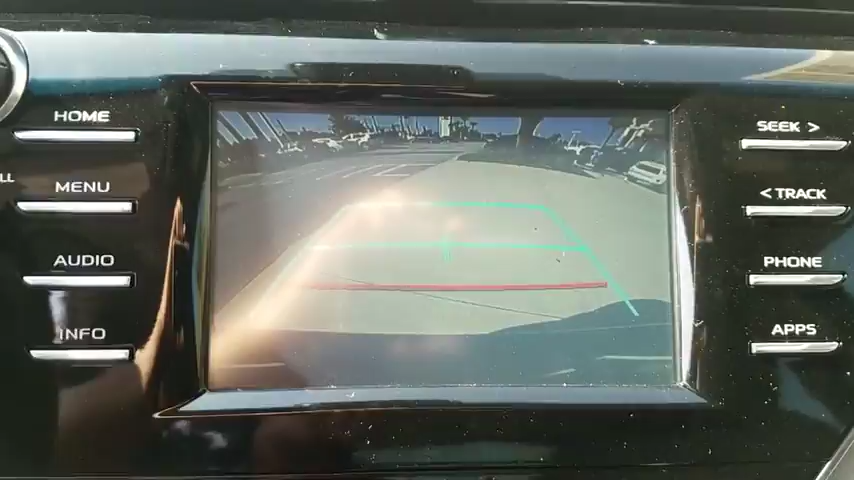 HOME
MENU
AUDIO
INFO
SEEK >
< TRACK
PHONE
APPS